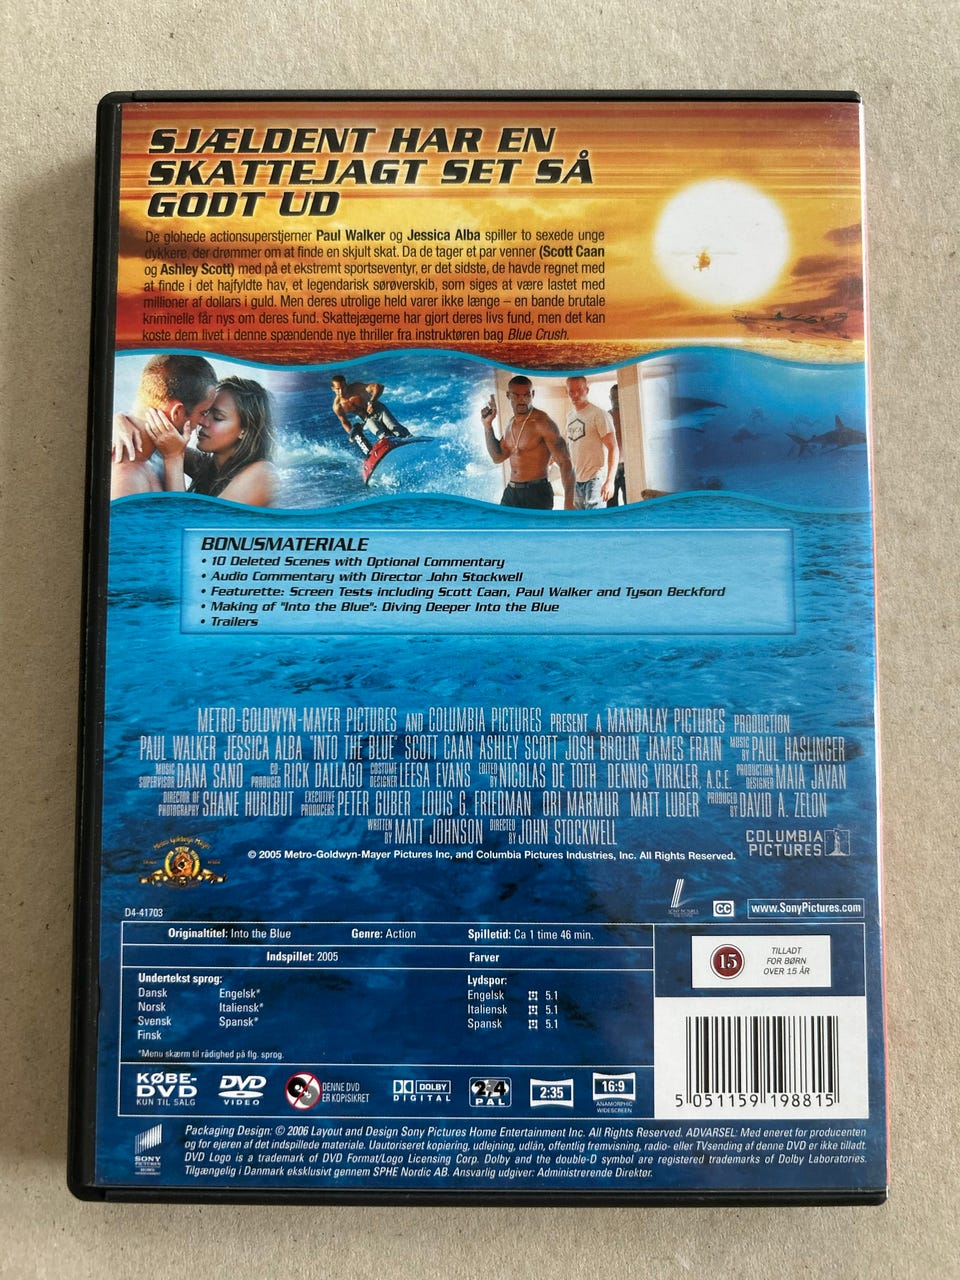 SJÆLDENT HAR EN
SKATTEJAGT SET SÅ
GODT UD
De glohede actionsuperstjerner Paul Walker og Jessica Alba spiller to sexede unge
dykkere, der drømmer om at finde en skjult skat. Da de tager et par venner (Scott Caan
og Ashley Scott) med på et ekstremt sportseventyr, er det sidste, de havde regnet med
at finde i det hajfyldte hav, et legendarisk sørøverskib, som siges at være lastet med
millioner af dollars i guld. Men deres utrolige held varer ikke længe – en bande brutale
kriminelle får nys om deres fund. Skattejægerne har gjort deres livs fund, men det kan
koste dem livet i denne spændende nye thriller fra instruktøren bag Blue Crush.
BONUSMATERIALE
• 10 Deleted Scenes with Optional Commentary
• Audio Commentary with Director John Stockwell
• Featurette: Screen Tests including Scott Caan, Paul Walker and Tyson Beckford
• Making of "Into the Blue": Diving Deeper Into the Blue
• Trailers
METRO-GOLDWYN-MAYER PICTURES AND COLUMBIA PICTURES PRESENT A MANDALAY PICTURES PRODUCTION
PAUL WALKER JESSICA ALBA "INTO THE BLUE" SCOTT CAAN ASHLEY SCOTT JOSH BROLIN JAMES FRAIN MUSIC BY PAUL HASLINGER
MUSIC SUPERVISOR DANA SANO CO-PRODUCER RICK DALLAGO COSTUME DESIGNER LEESA EVANS EDITED BY NICOLAS DE TOTH DENNIS VIRKLER, A.C.E. PRODUCTION DESIGNER MAIA JAVAN
DIRECTOR OF PHOTOGRAPHY SHANE HURLBUT EXECUTIVE PRODUCERS PETER GUBER LOUIS G. FRIEDMAN ORI MARMUR MATT LUBER PRODUCED BY DAVID A. ZELON
WRITTEN BY MATT JOHNSON DIRECTED BY JOHN STOCKWELL
COLUMBIA
PICTURES
© 2005 Metro-Goldwyn-Mayer Pictures Inc, and Columbia Pictures Industries, Inc. All Rights Reserved.
CC
www.SonyPictures.com
D4-41703
Originaltitel: Into the Blue Genre: Action Spilletid: Ca 1 time 46 min.
Indspillet: 2005 Farver
Undertekst sprog:
Dansk Engelsk*
Norsk Italiensk*
Svensk Spansk*
Finsk
*Menu skærm til rådighed på flg. sprog.
Lydspor:
Engelsk 5.1
Italiensk 5.1
Spansk 5.1
15
TILLADT
FOR BØRN
OVER 15 ÅR
KØBE-
DVD
KUN TIL SALG
DVD
VIDEO
DENNE DVD
ER KOPISIKRET
DOLBY
DIGITAL
2,4
PAL
2:35
16:9
ANAMORPHIC
WIDESCREEN
5 051159 198815
SONY
PICTURES
HOME
Packaging Design: © 2006 Layout and Design Sony Pictures Home Entertainment Inc. All Rights Reserved. ADVARSEL: Med eneret for producenten
og for ejeren af det indspillede materiale. Uautoriseret kopiering, udlejning, udlån, offentlig fremvisning, radio- eller TVsending af denne DVD er ikke tilladt.
DVD Logo is a trademark of DVD Format/Logo Licensing Corp. Dolby and the double-D symbol are registered trademarks of Dolby Laboratories.
Tilgængelig i Danmark eksklusivt gennem SPHE Nordic AB. Ansvarlig udgiver: Administrerende Direktør.